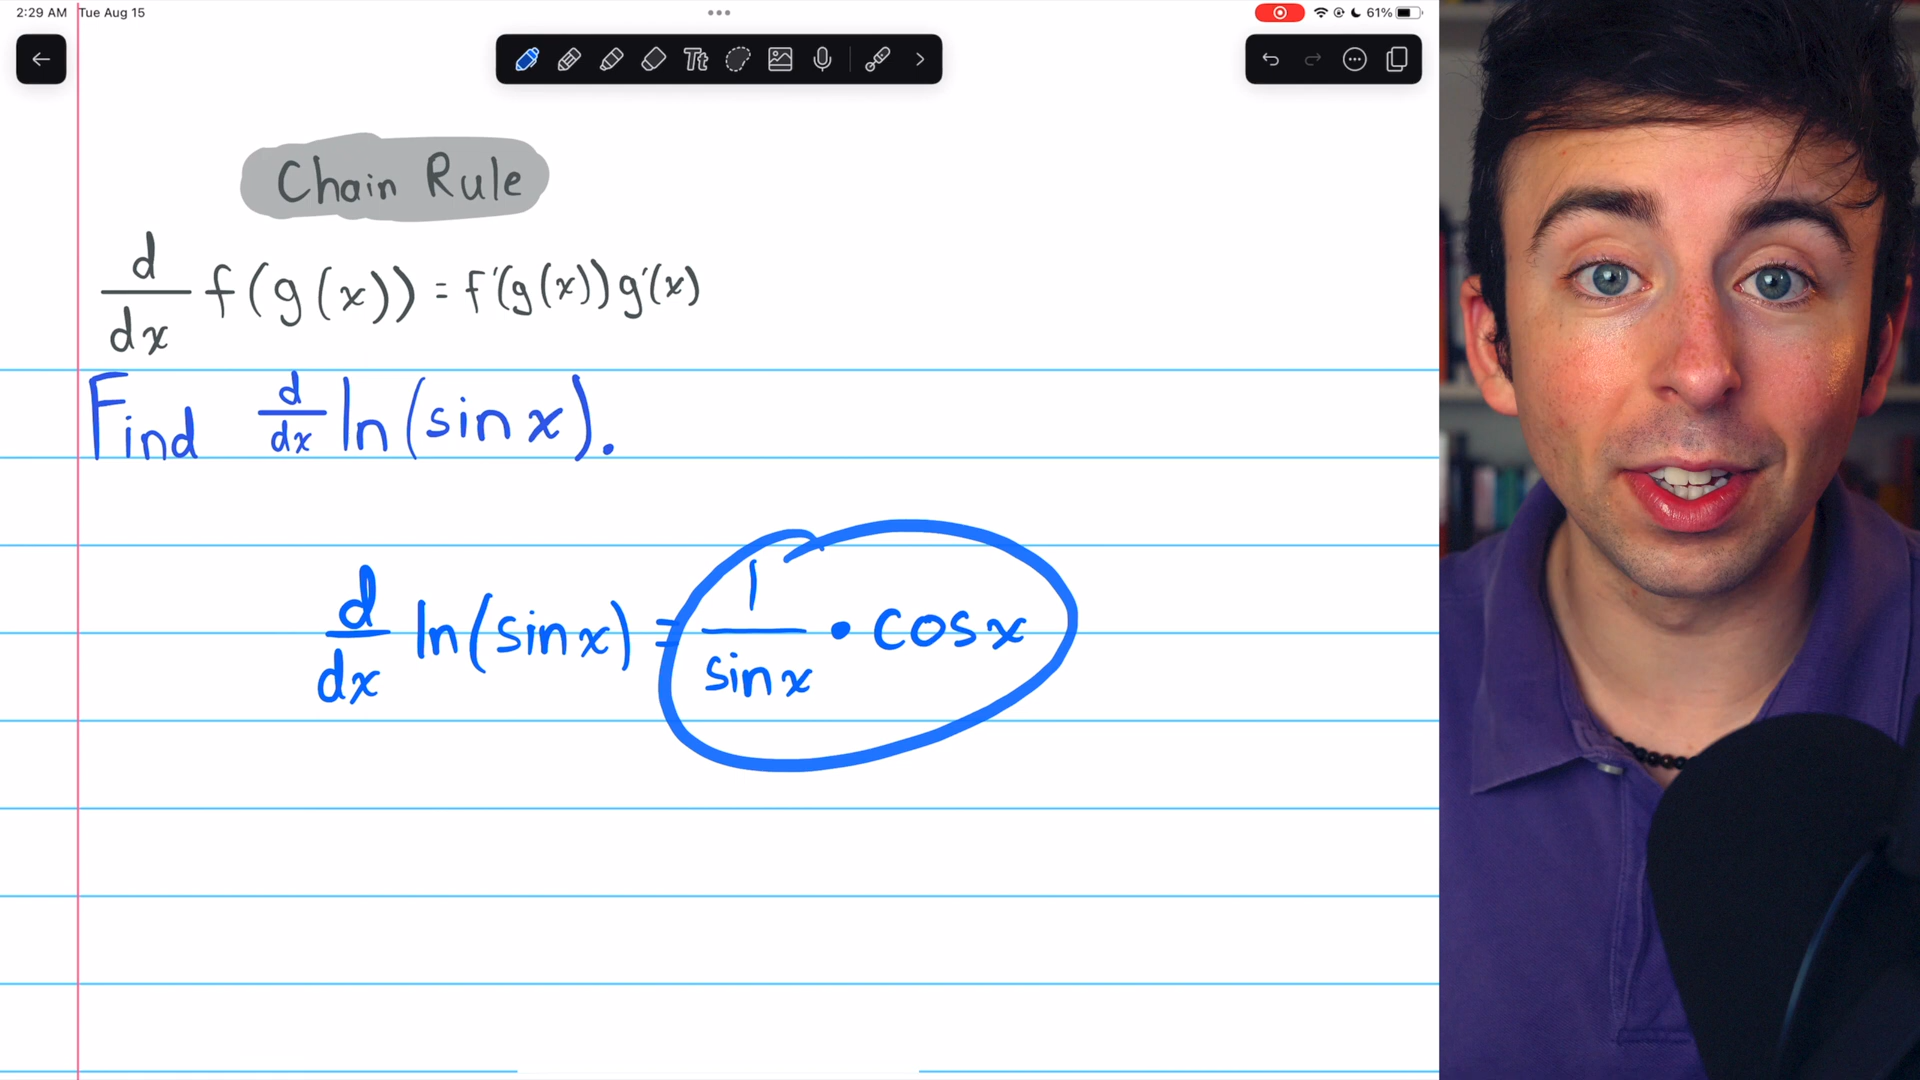 2:29 AM Tue Aug 15
61%
Tt
Chain Rule
d/dx f(g(x)) = f'(g(x))g'(x)
Find d/dx ln(sin x).
d/dx ln(sin x) = 1/sin x • cos x